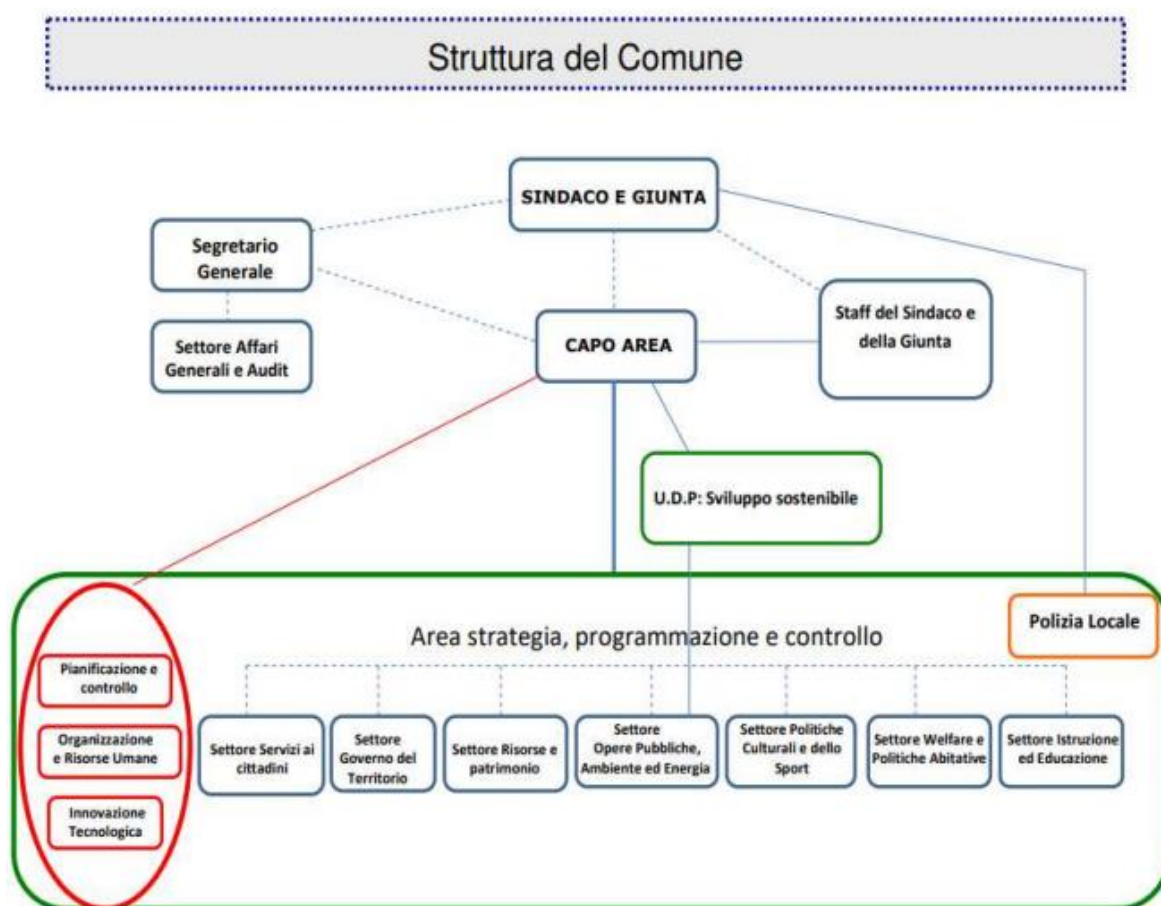 Struttura del Comune
SINDACO E GIUNTA
Segretario
Generale
Settore Affari
Generali e Audit
CAPO AREA
Staff del Sindaco e
della Giunta
U.D.P: Sviluppo sostenibile
Polizia Locale
Area strategia, programmazione e controllo
Pianificazione e
controllo
Organizzazione
e Risorse Umane
Innovazione
Tecnologica
Settore Servizi ai
cittadini
Settore
Governo del
Territorio
Settore Risorse e
patrimonio
Settore
Opere Pubbliche,
Ambiente ed Energia
Settore Politiche
Culturali e dello
Sport
Settore Welfare e
Politiche Abitative
Settore Istruzione
ed Educazione